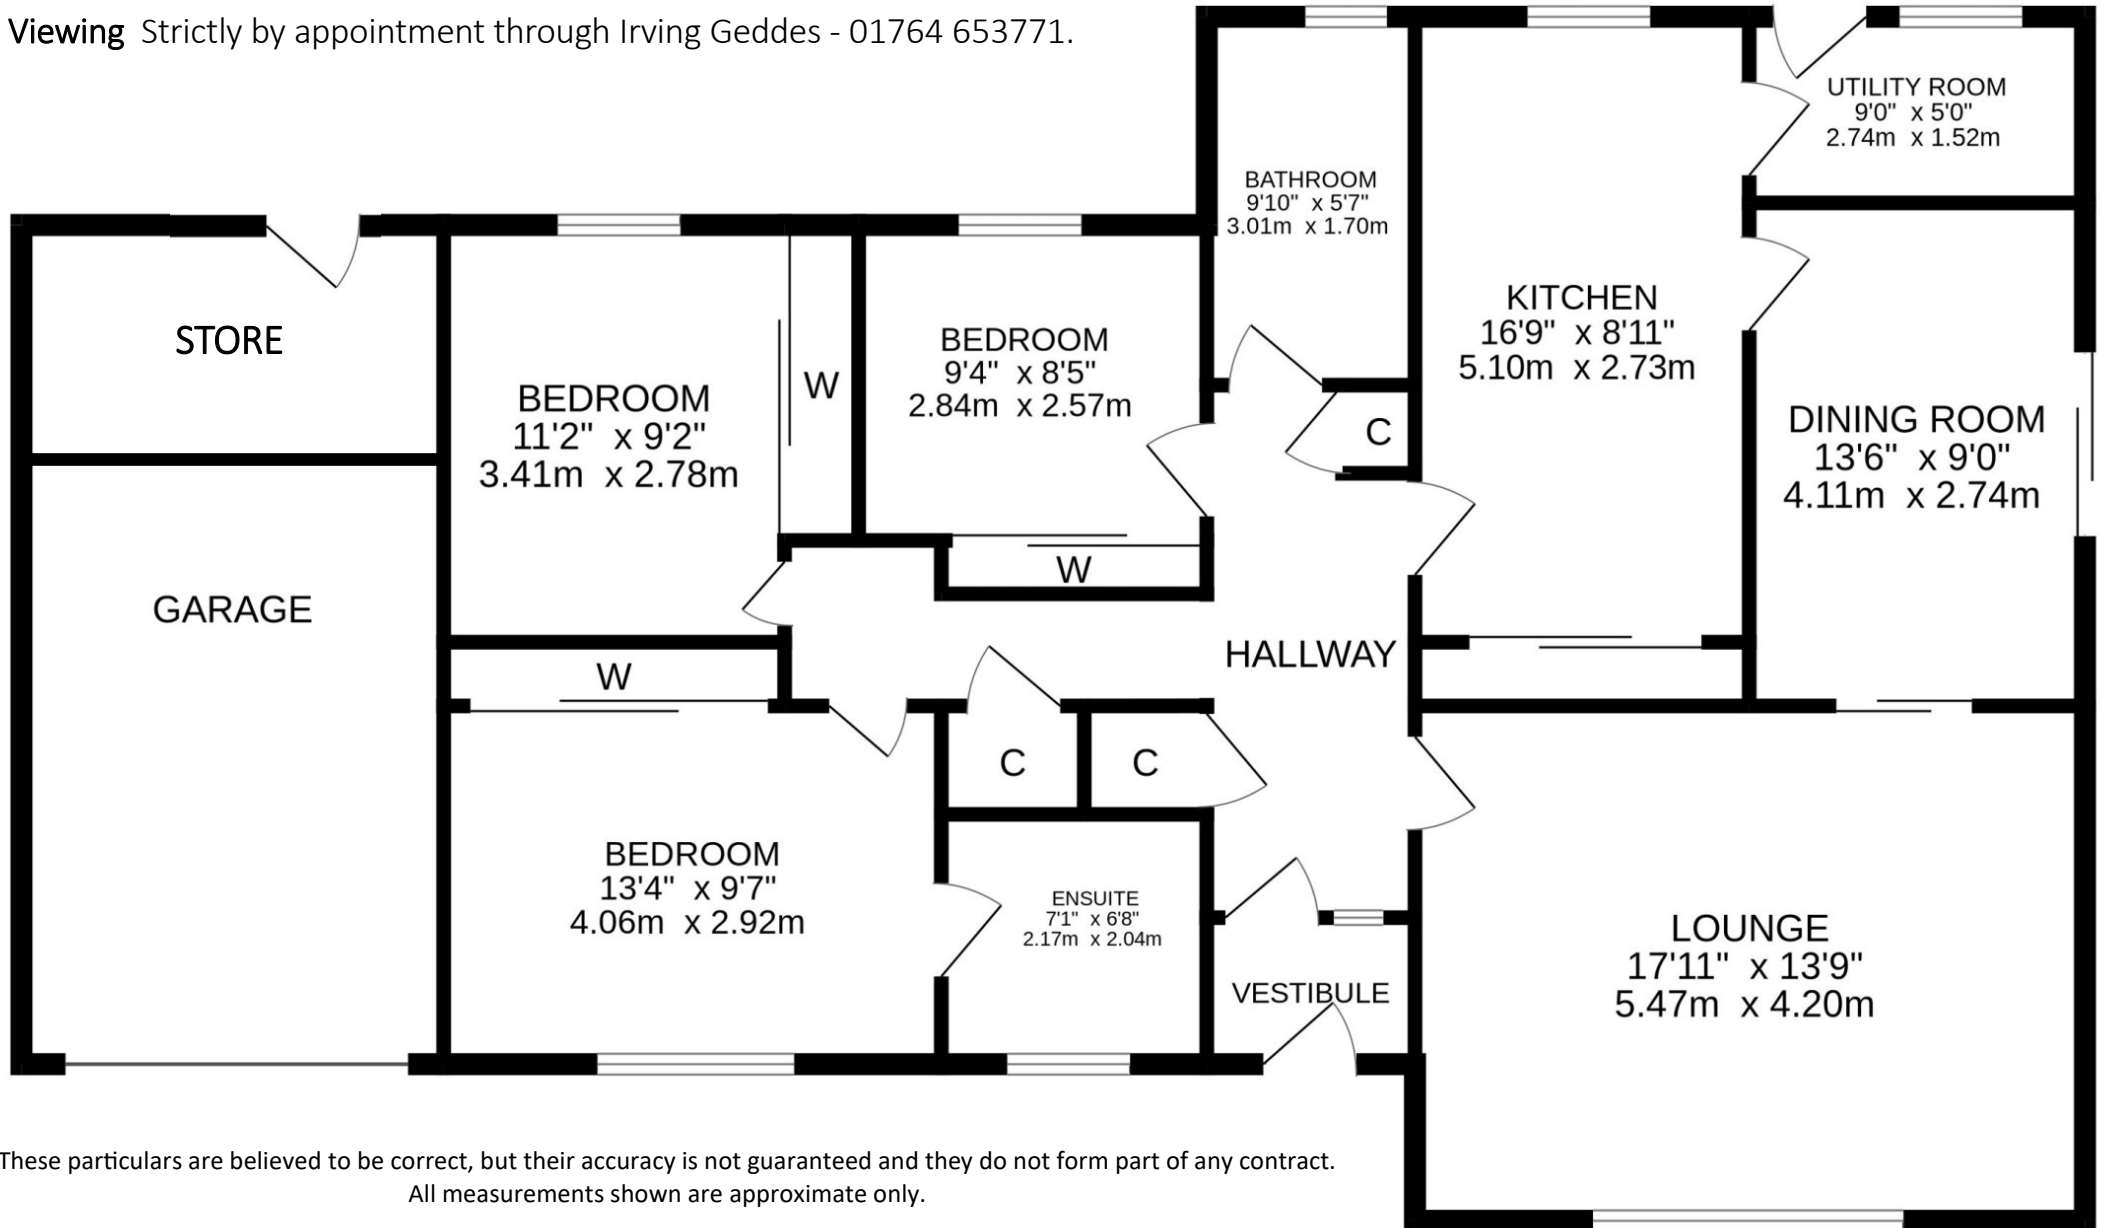 Viewing Strictly by appointment through Irving Geddes - 01764 653771.
UTILITY ROOM
9'0" x 5'0"
2.74m x 1.52m
BATHROOM
9'10" x 5'7"
3.01m x 1.70m
KITCHEN
16'9" x 8'11"
5.10m x 2.73m
STORE
BEDROOM
11'2" x 9'2"
3.41m x 2.78m
W
BEDROOM
9'4" x 8'5"
2.84m x 2.57m
C
DINING ROOM
13'6" x 9'0"
4.11m x 2.74m
W
GARAGE
HALLWAY
W
C
C
BEDROOM
13'4" x 9'7"
4.06m x 2.92m
ENSUITE
7'1" x 6'8"
2.17m x 2.04m
VESTIBULE
LOUNGE
17'11" x 13'9"
5.47m x 4.20m
These particulars are believed to be correct, but their accuracy is not guaranteed and they do not form part of any contract.
All measurements shown are approximate only.